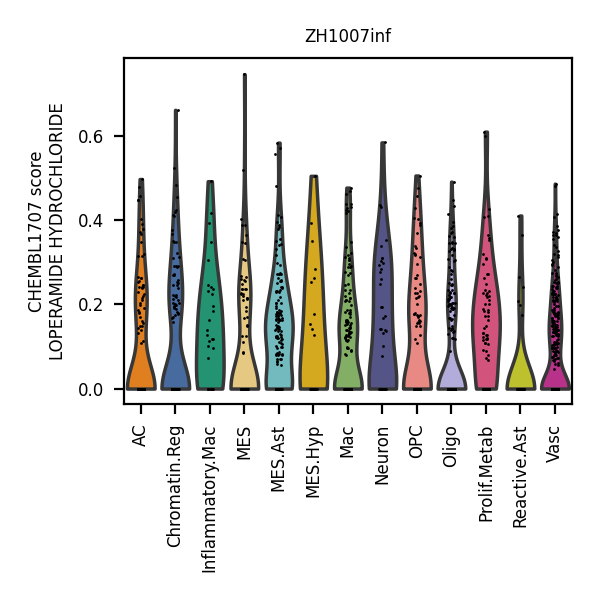 ZH1007inf
CHEMBL1707 score
LOPERAMIDE HYDROCHLORIDE
0.6
0.4
0.2
0.0
AC
Chromatin.Reg
Inflammatory.Mac
MES
MES.Ast
MES.Hyp
Mac
Neuron
OPC
Oligo
Prolif.Metab
Reactive.Ast
Vasc